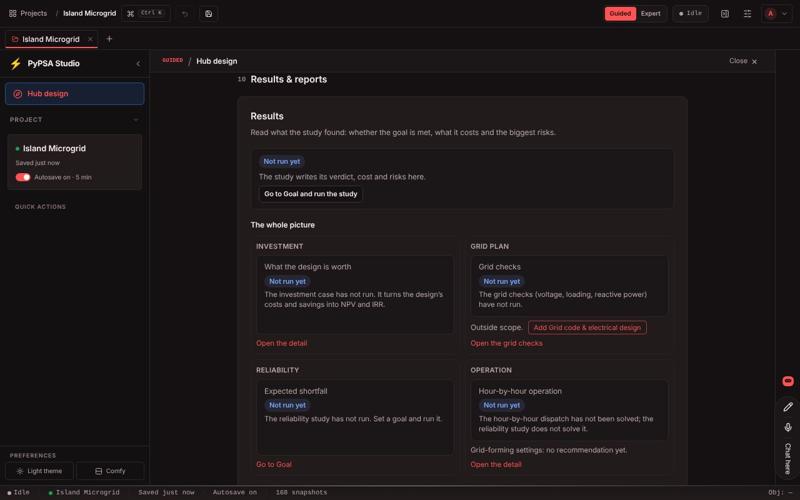 Projects / Island Microgrid Ctrl K Guided Expert Idle A
Island Microgrid
PyPSA Studio
GUIDED / Hub design Close
Hub design
10 Results & reports
PROJECT
Island Microgrid
Saved just now
Autosave on · 5 min
QUICK ACTIONS
Results
Read what the study found: whether the goal is met, what it costs and the biggest risks.
Not run yet
The study writes its verdict, cost and risks here.
Go to Goal and run the study
The whole picture
INVESTMENT
What the design is worth
Not run yet
The investment case has not run. It turns the design's
costs and savings into NPV and IRR.
Open the detail
GRID PLAN
Grid checks
Not run yet
The grid checks (voltage, loading, reactive power)
have not run.
Outside scope. Add Grid code & electrical design
Open the grid checks
RELIABILITY
Expected shortfall
Not run yet
The reliability study has not run. Set a goal and run it.
Go to Goal
OPERATION
Hour-by-hour operation
Not run yet
The hour-by-hour dispatch has not been solved; the
reliability study does not solve it.
Grid-forming settings: no recommendation yet.
Open the detail
Chat here
PREFERENCES
Light theme Comfy
Idle Island Microgrid Saved just now Autosave on 168 snapshots Obj: —